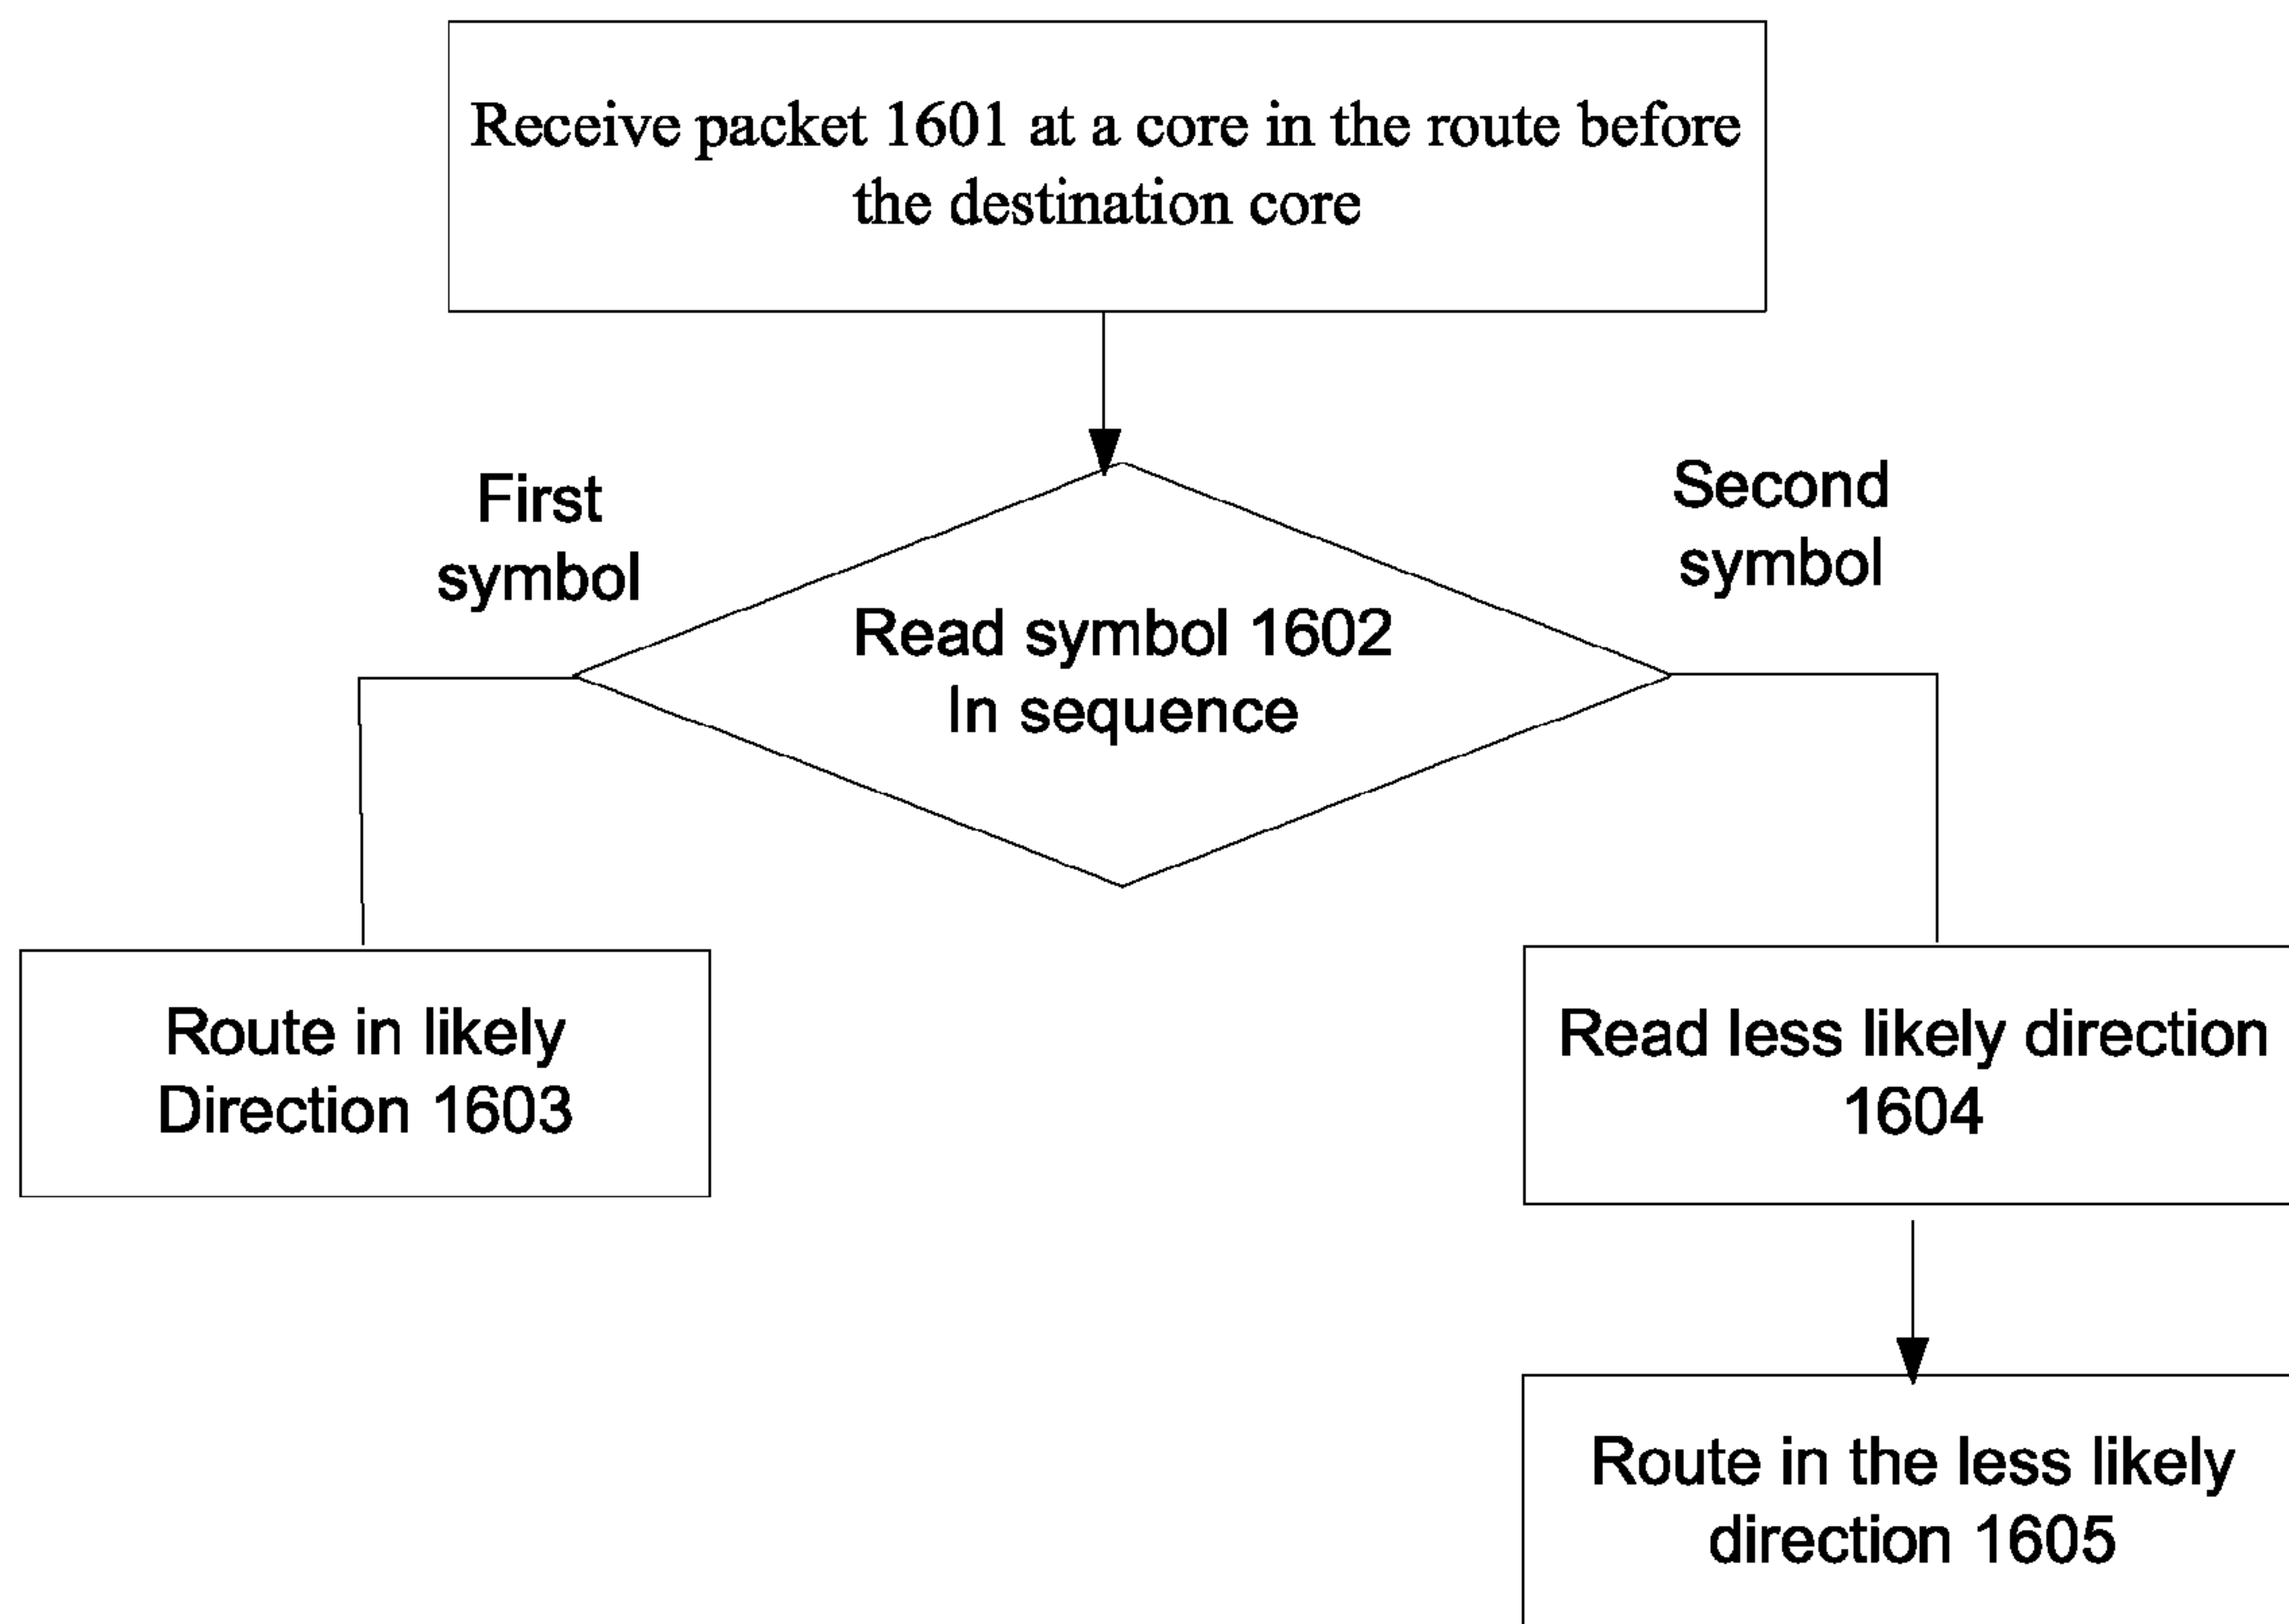 Receive packet 1601 at a core in the route before
the destination core
First
symbol
Second
symbol
Read symbol 1602
In sequence
Route in likely
Direction 1603
Read less likely direction
1604
Route in the less likely
direction 1605